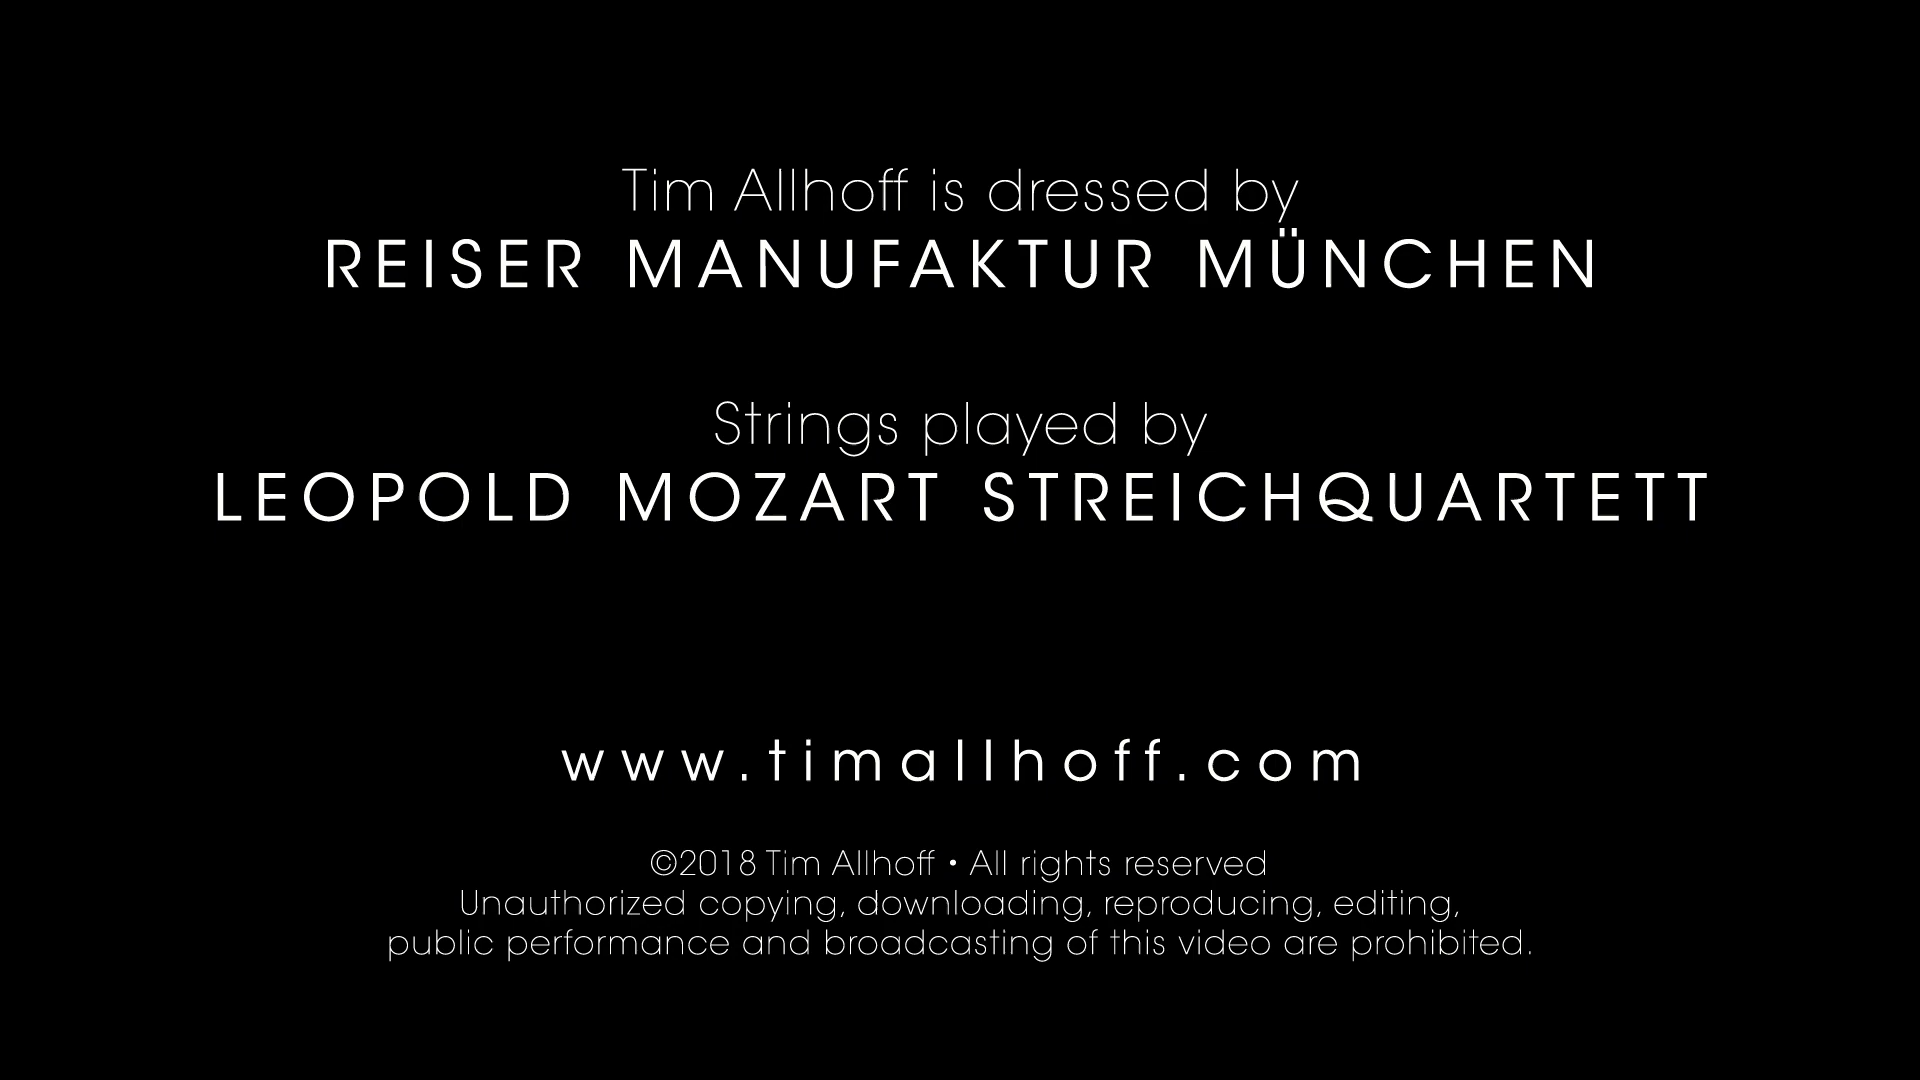 Tim Allhoff is dressed by
REISER MANUFAKTUR MÜNCHEN
Strings played by
LEOPOLD MOZART STREICHQUARTETT
www.timallhoff.com
©2018 Tim Allhoff • All rights reserved
Unauthorized copying, downloading, reproducing, editing,
public performance and broadcasting of this video are prohibited.